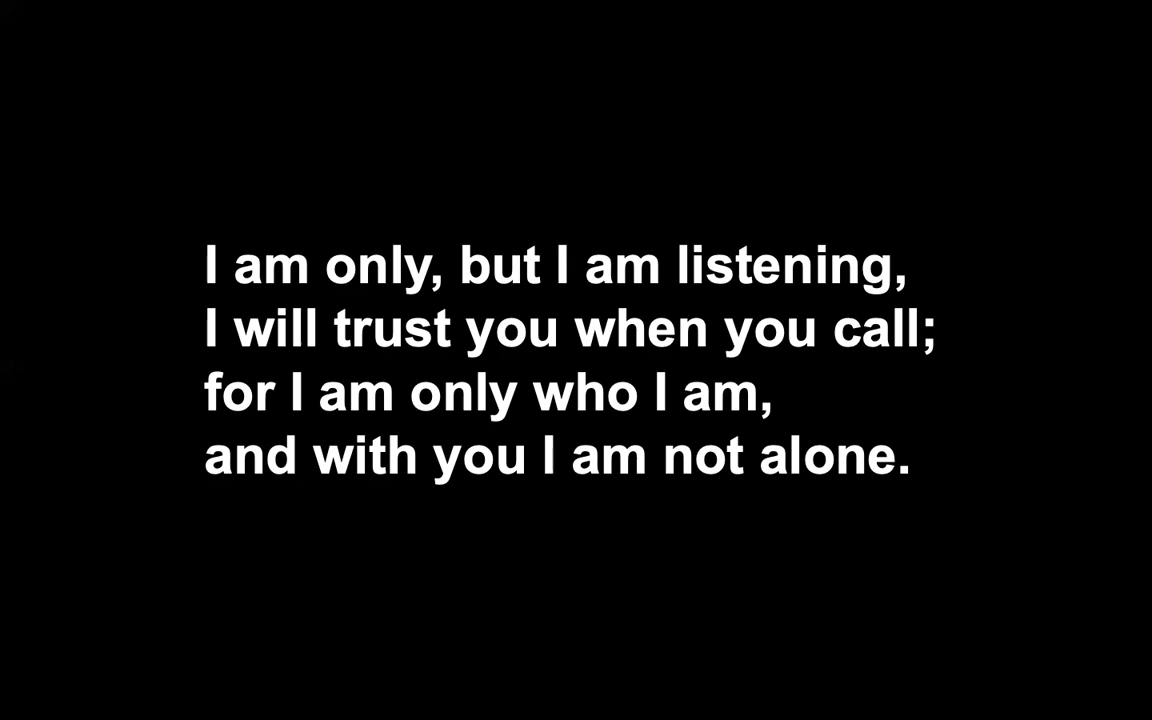 I am only, but I am listening,
I will trust you when you call;
for I am only who I am,
and with you I am not alone.